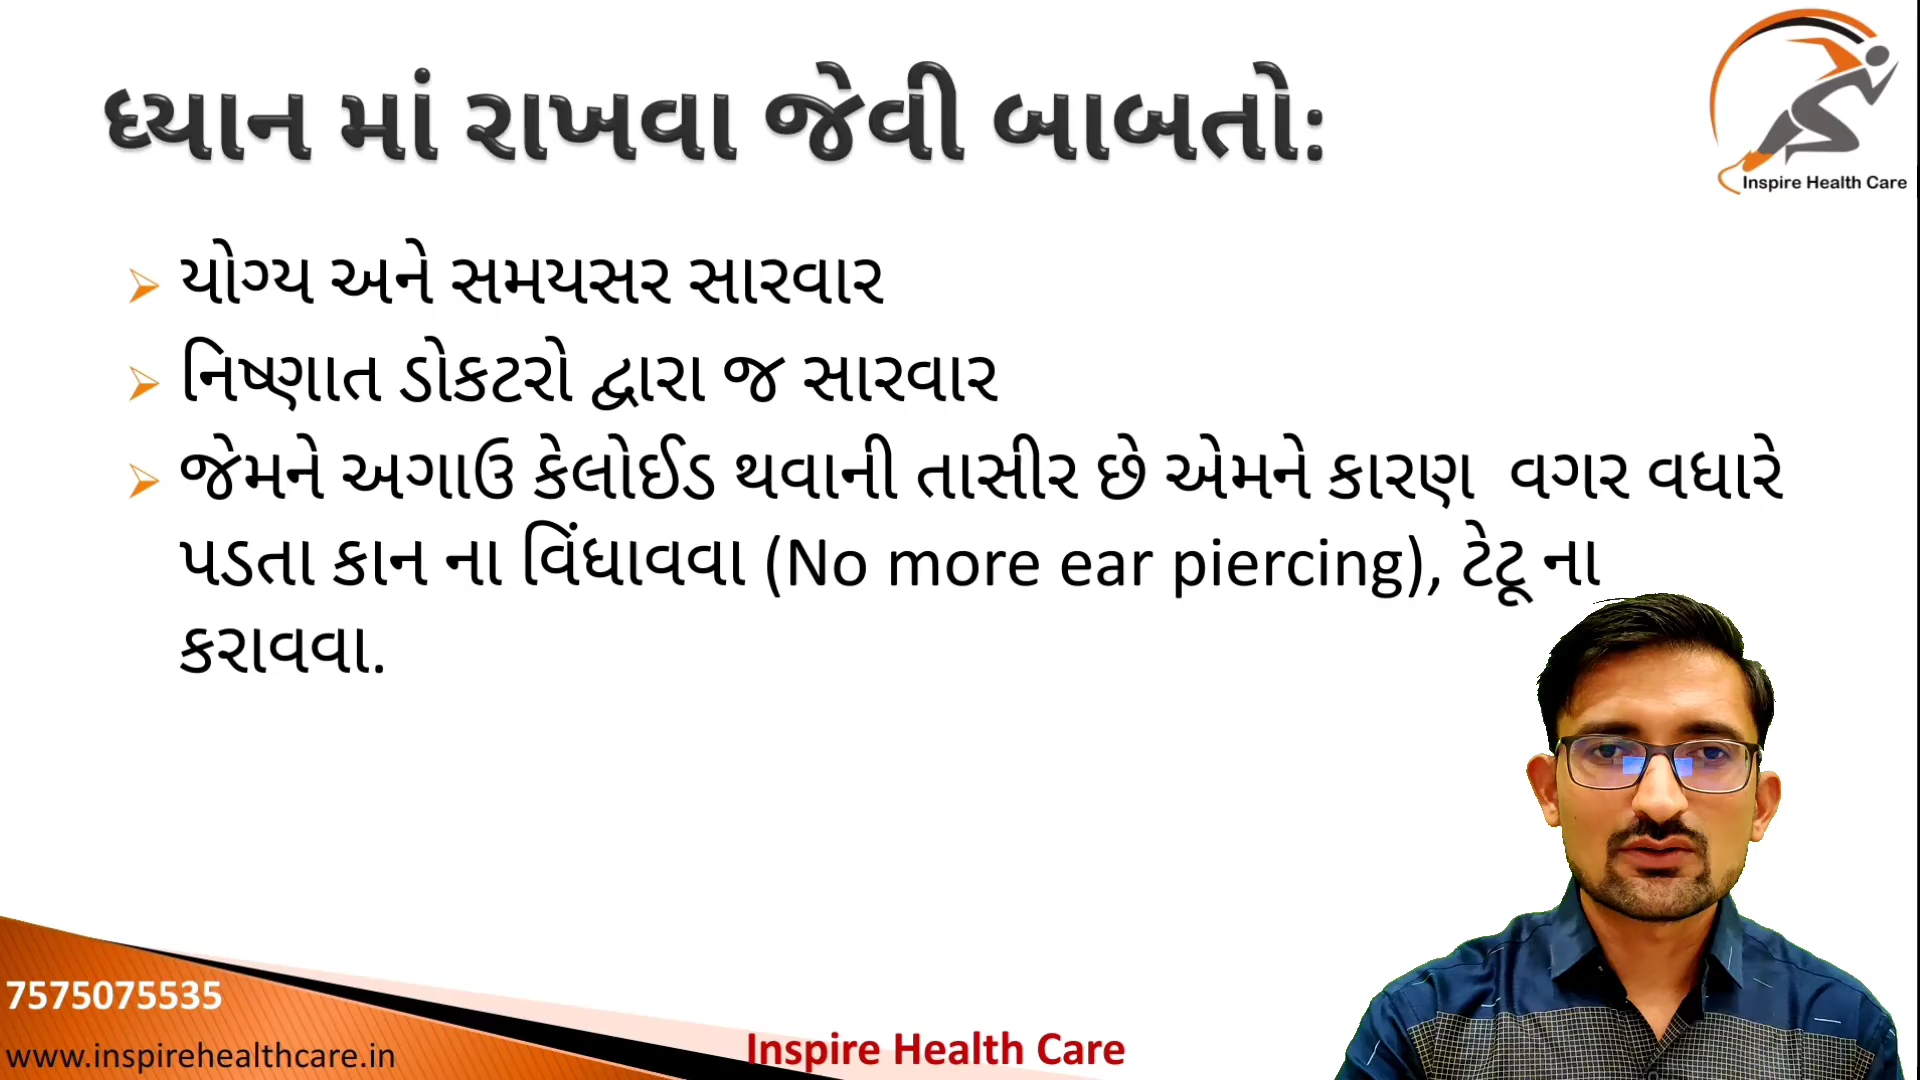 ધ્યાન માં રાખવા જેવી બાબતો:
Inspire Health Care
યોગ્ય અને સમયસર સારવાર
નિષ્ણાત ડોકટરો દ્વારા જ સારવાર
જેમને અગાઉ કેલોઈડ થવાની તાસીર છે એમને કારણ વગર વધારે
પડતા કાન ના વિંધાવવા (No more ear piercing), ટેટૂ ના
કરાવવા.
7575075535
www.inspirehealthcare.in
Inspire Health Care